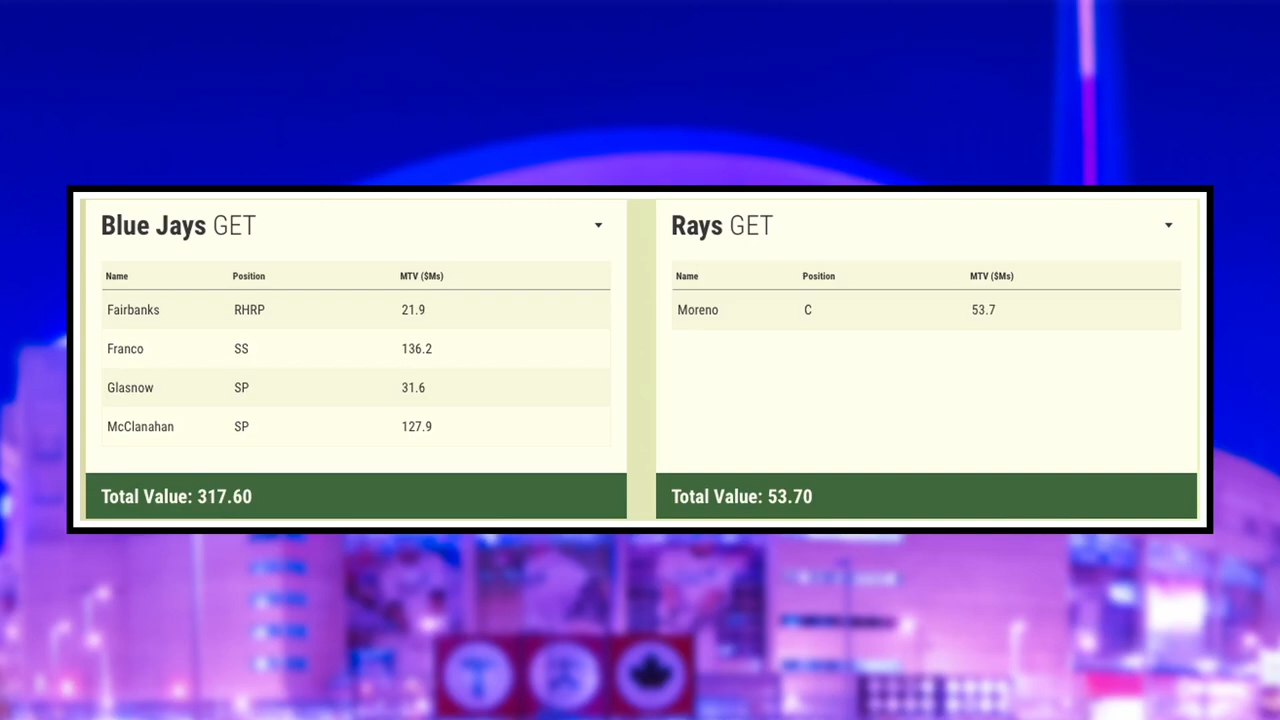 Blue Jays GET
Name Position MTV ($Ms)
Fairbanks RHRP 21.9
Franco SS 136.2
Glasnow SP 31.6
McClanahan SP 127.9
Total Value: 317.60
Rays GET
Name Position MTV ($Ms)
Moreno C 53.7
Total Value: 53.70